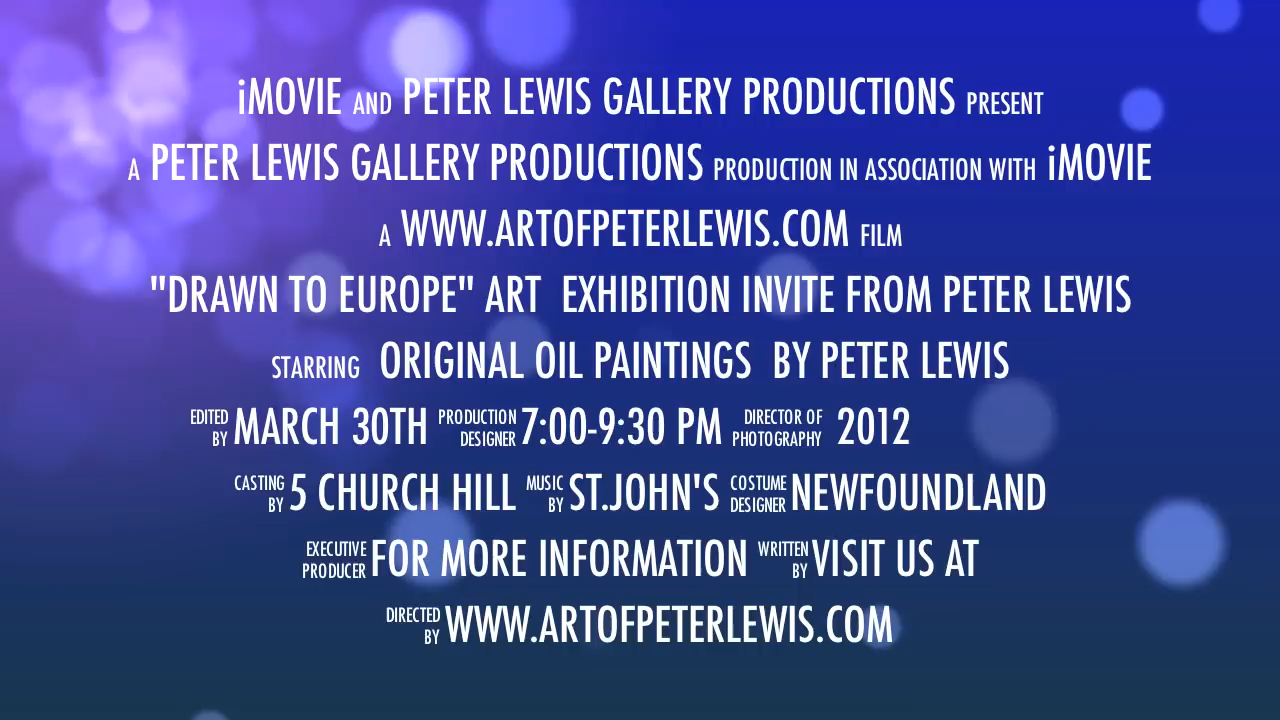 iMOVIE AND PETER LEWIS GALLERY PRODUCTIONS PRESENT
A PETER LEWIS GALLERY PRODUCTIONS PRODUCTION IN ASSOCIATION WITH iMOVIE
A WWW.ARTOFPETERLEWIS.COM FILM
"DRAWN TO EUROPE" ART EXHIBITION INVITE FROM PETER LEWIS
STARRING ORIGINAL OIL PAINTINGS BY PETER LEWIS
EDITED BY MARCH 30TH PRODUCTION DESIGNER 7:00-9:30 PM DIRECTOR OF PHOTOGRAPHY 2012
CASTING BY 5 CHURCH HILL MUSIC BY ST.JOHN'S COSTUME DESIGNER NEWFOUNDLAND
EXECUTIVE PRODUCER FOR MORE INFORMATION WRITTEN BY VISIT US AT
DIRECTED BY WWW.ARTOFPETERLEWIS.COM